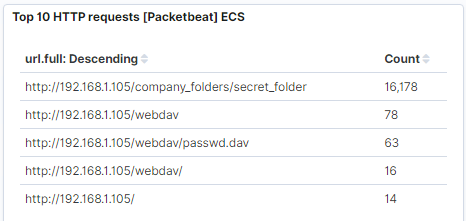 Top 10 HTTP requests [Packetbeat] ECS
url.full: Descending Count
http://192.168.1.105/company_folders/secret_folder 16,178
http://192.168.1.105/webdav 78
http://192.168.1.105/webdav/passwd.dav 63
http://192.168.1.105/webdav/ 16
http://192.168.1.105/ 14